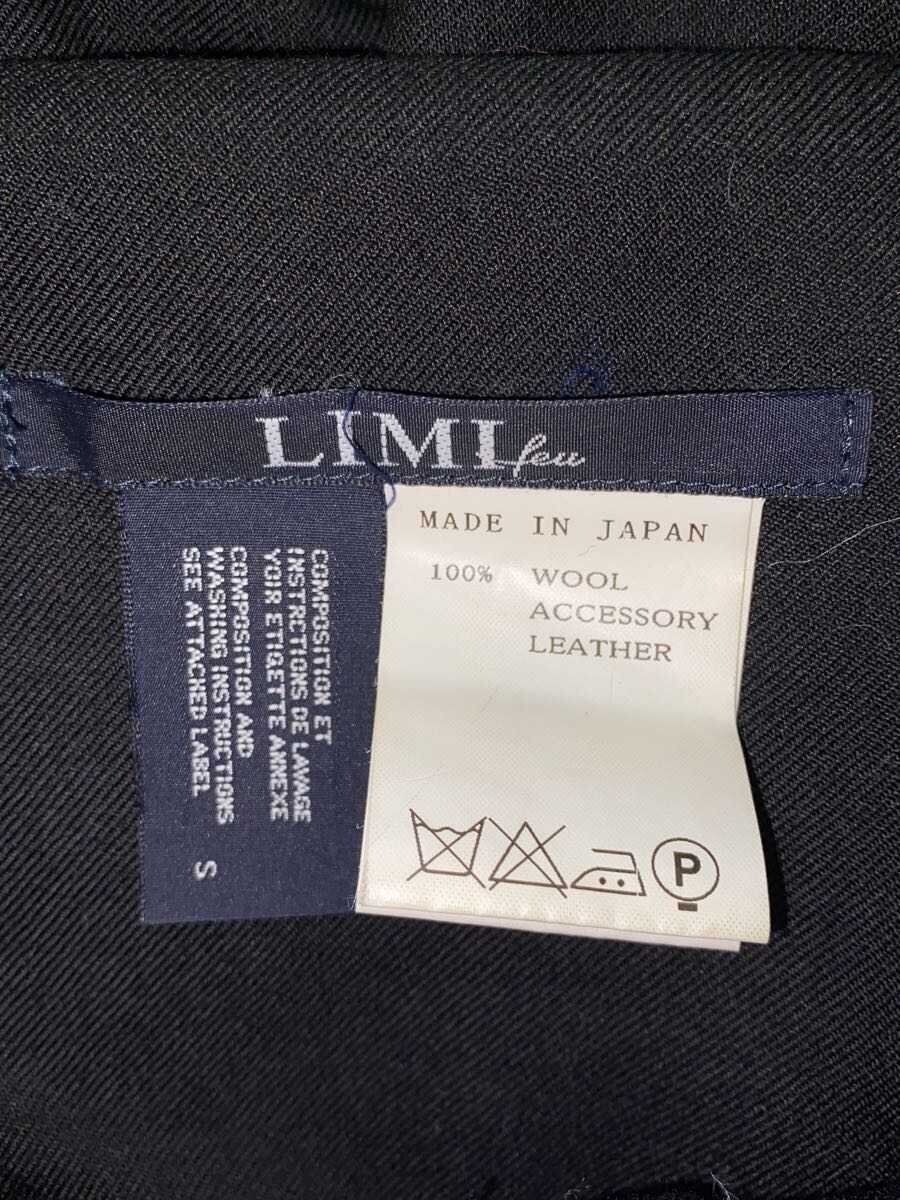 LIMI feu
MADE IN JAPAN
100% WOOL
ACCESSORY
LEATHER
P
COMPOSITION ET
INSTRCTIONS DE LAVAGE
YOIR ETIGETTE ANNEXE
COMPOSITION AND
WASHING INSTRUCTIONS
SEE ATTACHED LABEL
S